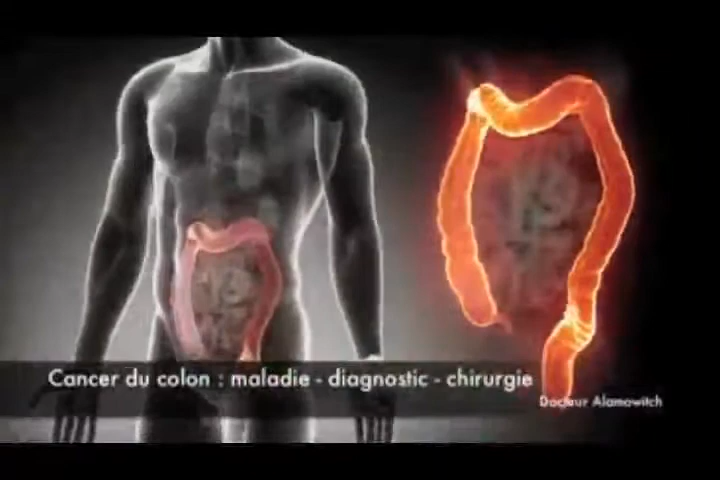 Cancer du colon : maladie - diagnostic - chirurgie
Docteur Alamowitch